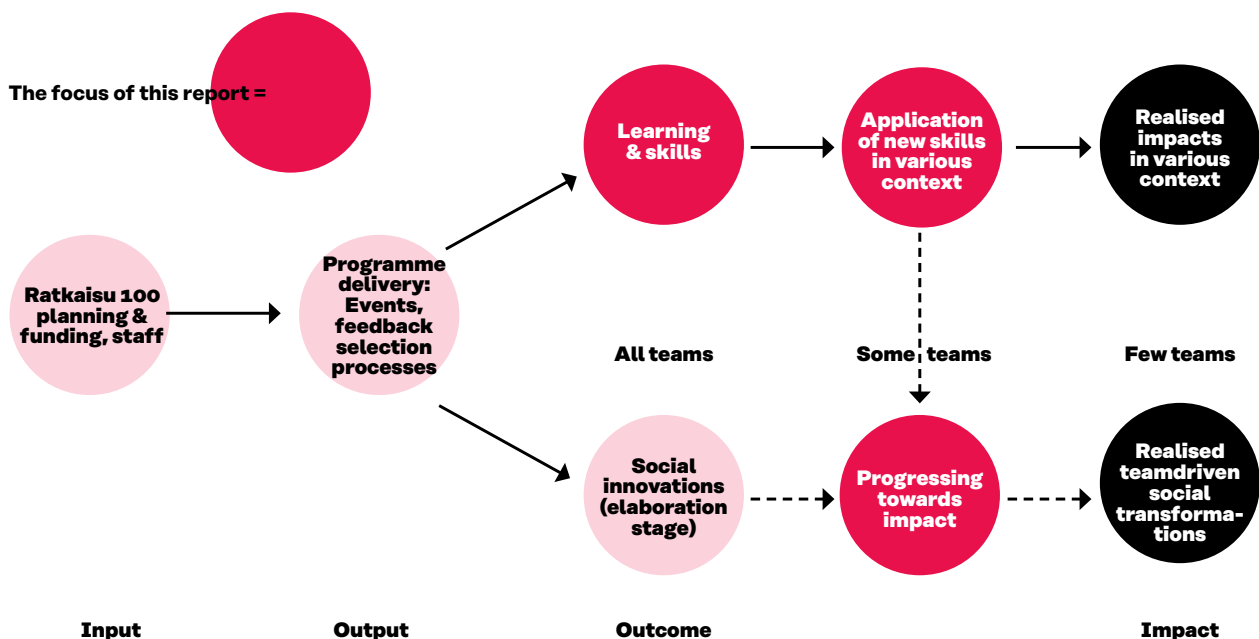 The focus of this report =
Learning
& skills
Application
of new skills
in various
context
Realised
impacts
in various
context
Ratkaisu 100
planning &
funding, staff
Programme
delivery:
Events,
feedback
selection
processes
All teams
Some teams
Few teams
Social
innovations
(elaboration
stage)
Progressing
towards
impact
Realised
teamdriven
social
transforma-
tions
Input
Output
Outcome
Impact